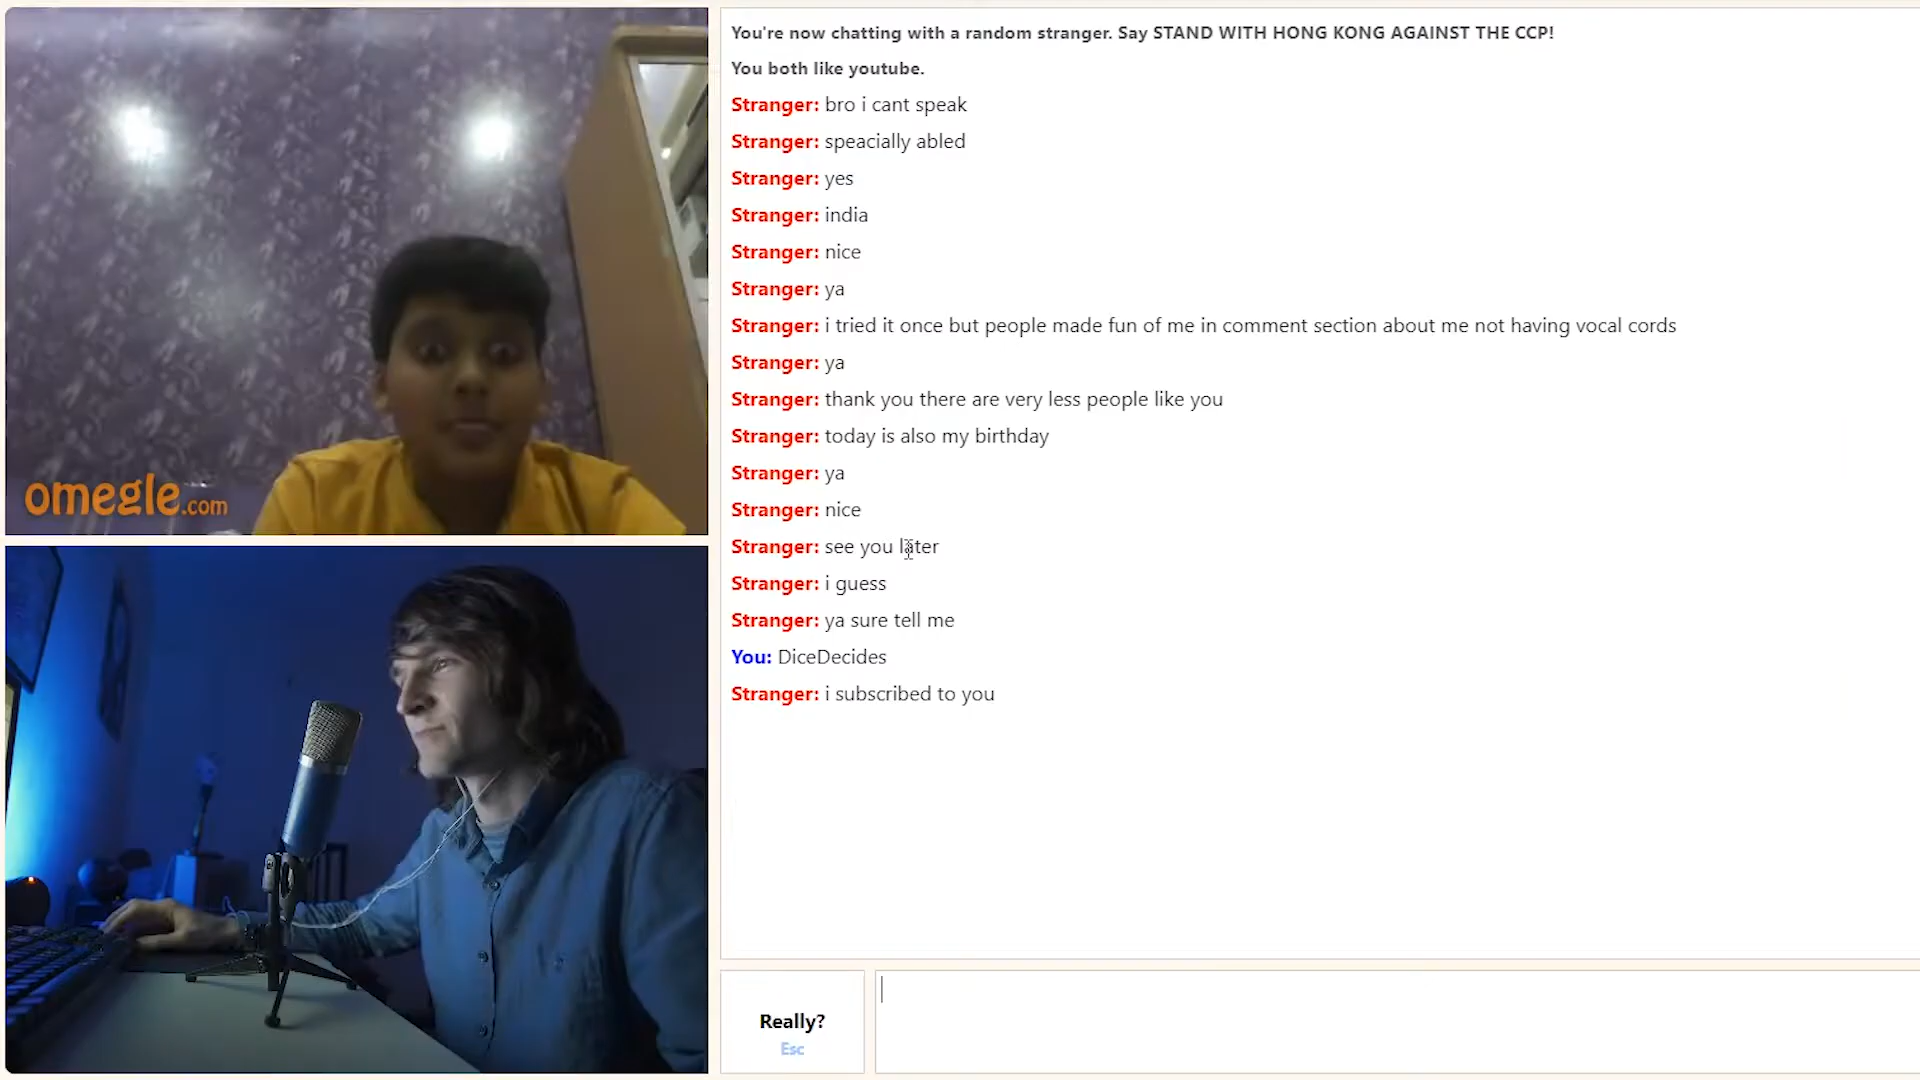 You're now chatting with a random stranger. Say STAND WITH HONG KONG AGAINST THE CCP!
You both like youtube.
Stranger: bro i cant speak
Stranger: speacially abled
Stranger: yes
Stranger: india
Stranger: nice
Stranger: ya
Stranger: i tried it once but people made fun of me in comment section about me not having vocal cords
Stranger: ya
Stranger: thank you there are very less people like you
Stranger: today is also my birthday
Stranger: ya
Stranger: nice
Stranger: see you later
Stranger: i guess
Stranger: ya sure tell me
You: DiceDecides
Stranger: i subscribed to you
omegle.com
Really?
Esc